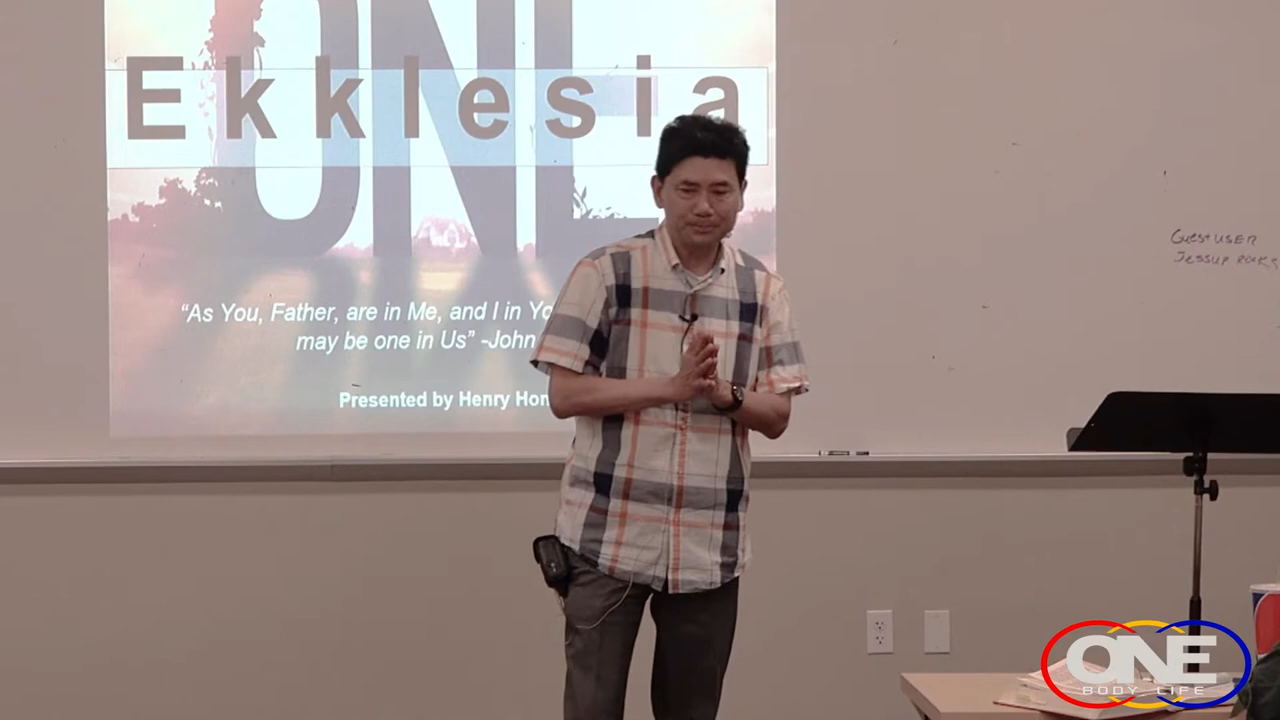 ONE
Ekklesia
“As You, Father, are in Me, and I in Yo
may be one in Us” -John
Presented by Henry Hon
Guest USER
JESSUP ROCKS
ONE
BODY LIFE